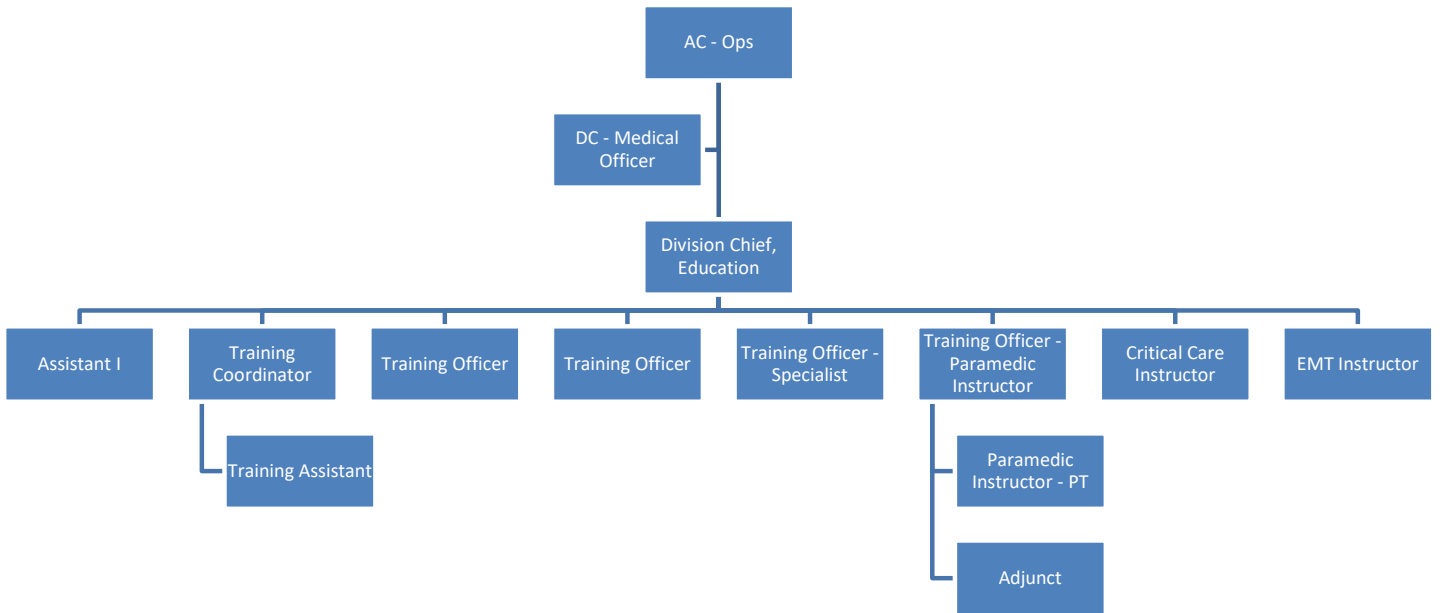 AC - Ops
DC - Medical
Officer
Division Chief,
Education
Assistant I
Training
Coordinator
Training Officer
Training Officer
Training Officer -
Specialist
Training Officer -
Paramedic
Instructor
Critical Care
Instructor
EMT Instructor
Training Assistant
Paramedic
Instructor - PT
Adjunct